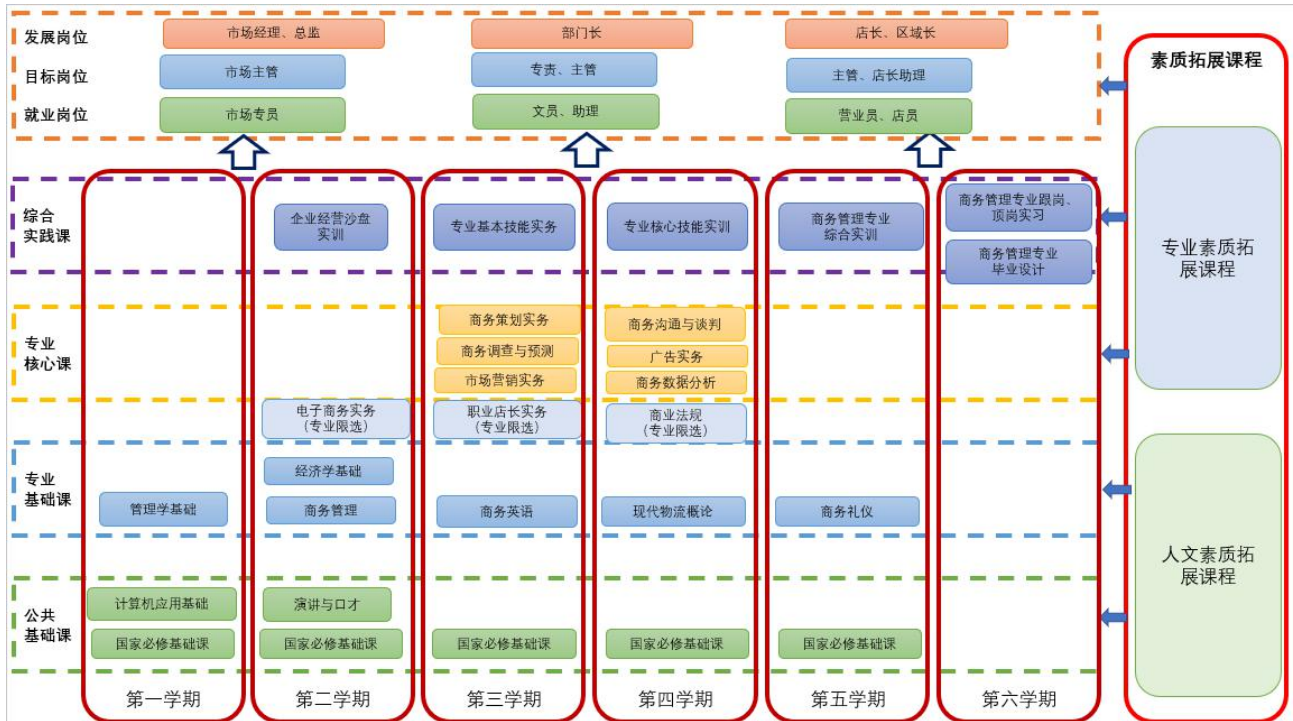 发展岗位
市场经理、总监
部门长
店长、区域长
目标岗位
市场主管
专责、主管
主管、店长助理
就业岗位
市场专员
文员、助理
营业员、店员
素质拓展课程
专业素质拓
展课程
人文素质拓
展课程
综合
实践课
企业经营沙盘
实训
专业基本技能实务
专业核心技能实训
商务管理专业
综合实训
商务管理专业跟岗、
顶岗实习
商务管理专业
毕业设计
专业
核心课
商务策划实务
商务调查与预测
市场营销实务
商务沟通与谈判
广告实务
商务数据分析
电子商务实务
（专业限选）
职业店长实务
（专业限选）
商业法规
（专业限选）
专业
基础课
管理学基础
经济学基础
商务管理
商务英语
现代物流概论
商务礼仪
公共
基础课
计算机应用基础
演讲与口才
国家必修基础课
国家必修基础课
国家必修基础课
国家必修基础课
国家必修基础课
第一学期
第二学期
第三学期
第四学期
第五学期
第六学期